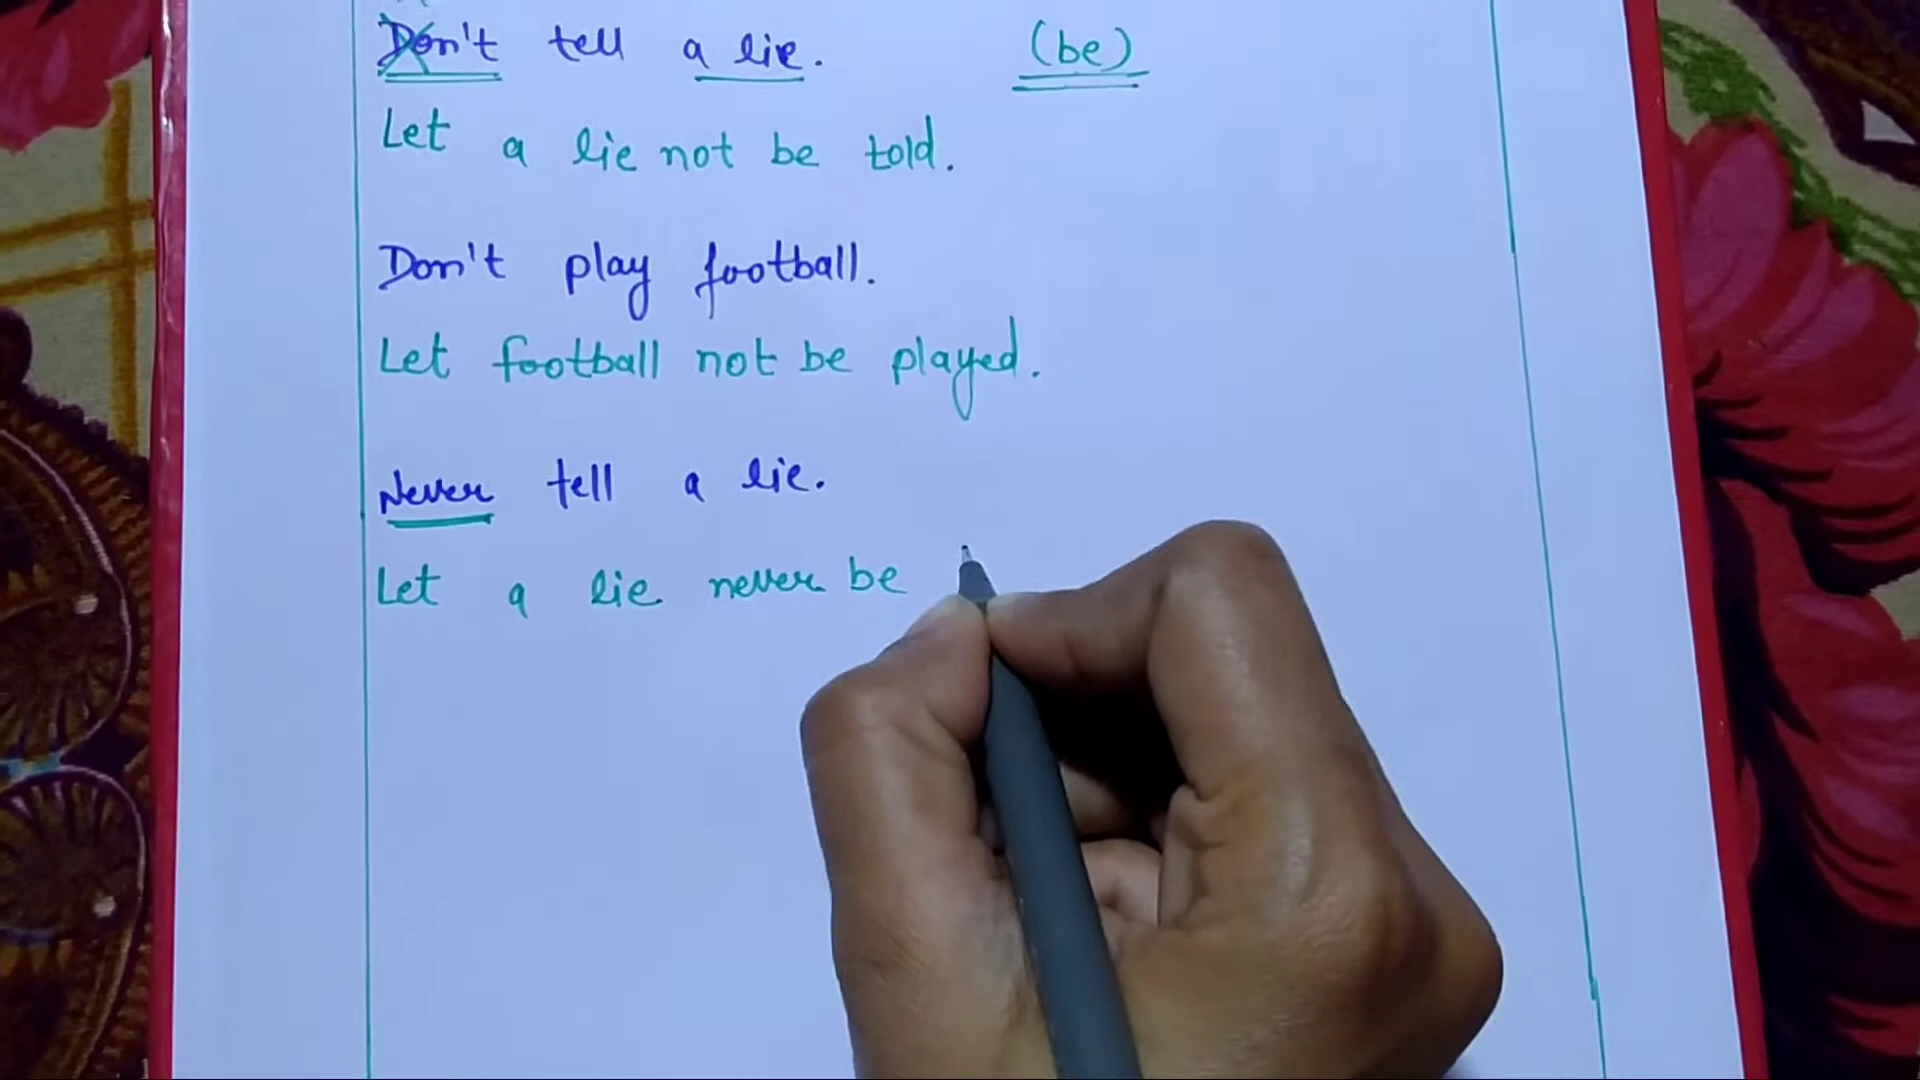 Don't tell a lie. (be)
Let a lie not be told.
Don't play football.
Let football not be played.
Never tell a lie.
Let a lie never be